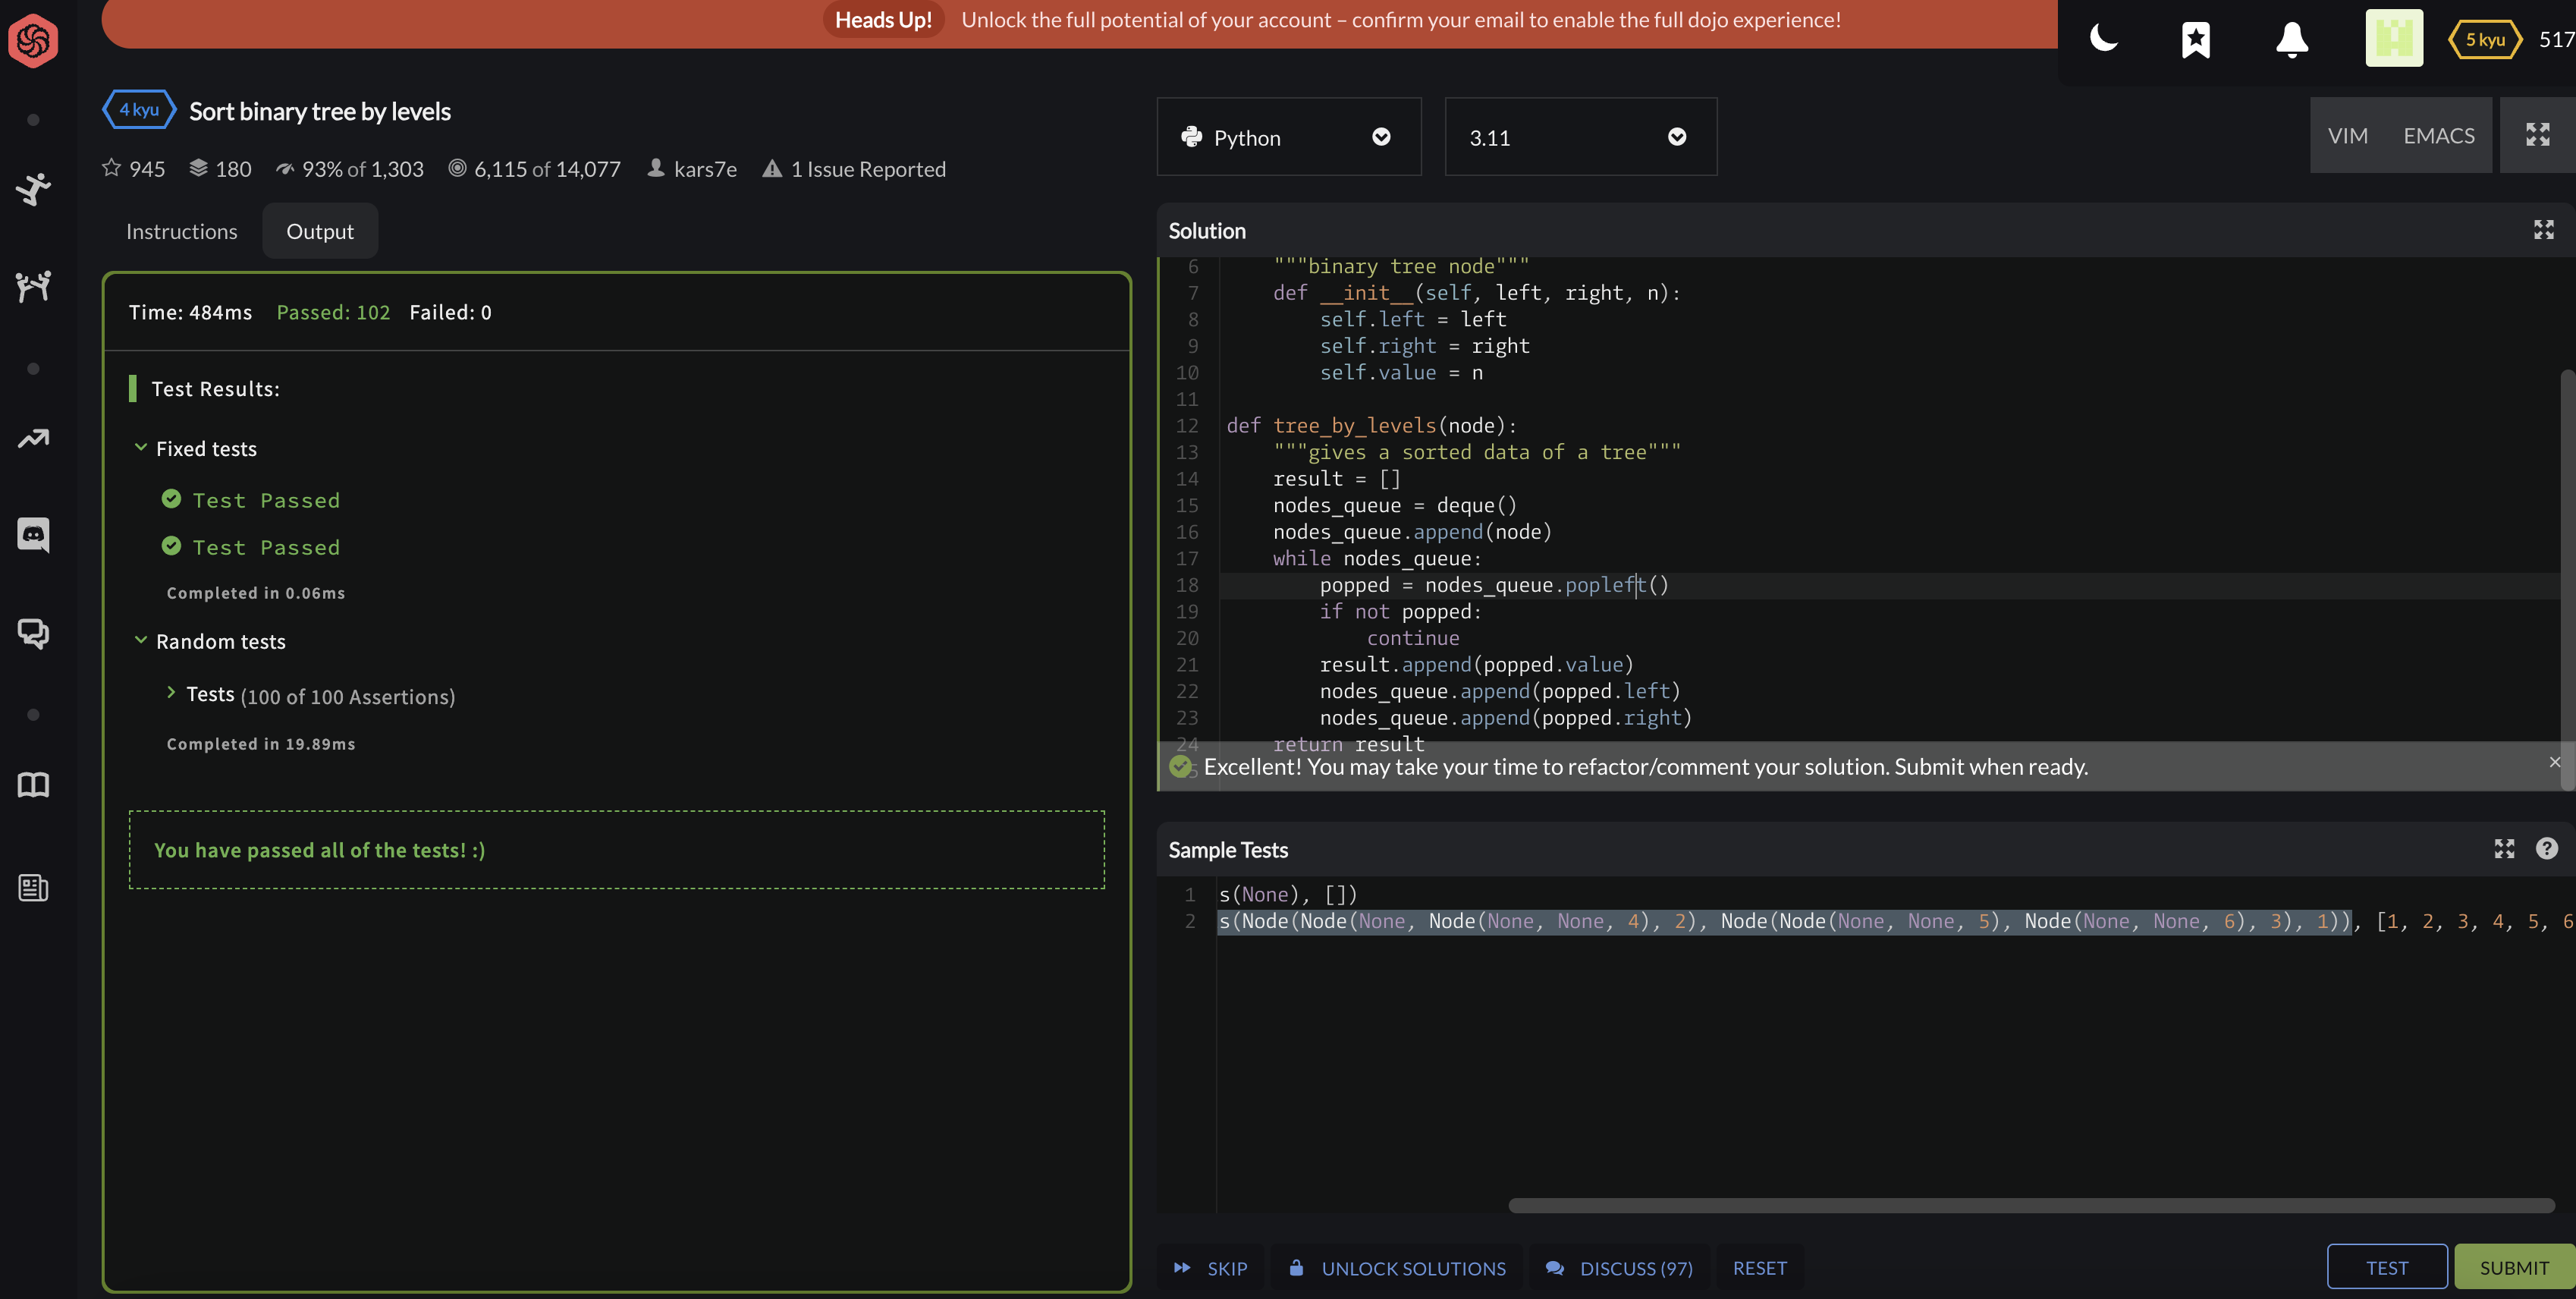 Heads Up! Unlock the full potential of your account – confirm your email to enable the full dojo experience!
5 kyu 517
4 kyu Sort binary tree by levels
945 180 93% of 1,303 6,115 of 14,077 kars7e 1 Issue Reported
Instructions Output
Time: 484ms Passed: 102 Failed: 0
Test Results:
Fixed tests
Test Passed
Test Passed
Completed in 0.06ms
Random tests
Tests (100 of 100 Assertions)
Completed in 19.89ms
You have passed all of the tests! :)
Python 3.11 VIM EMACS
Solution
6     """binary tree node"""
7     def __init__(self, left, right, n):
8         self.left = left
9         self.right = right
10         self.value = n
11
12 def tree_by_levels(node):
13     """gives a sorted data of a tree"""
14     result = []
15     nodes_queue = deque()
16     nodes_queue.append(node)
17     while nodes_queue:
18         popped = nodes_queue.popleft()
19         if not popped:
20             continue
21         result.append(popped.value)
22         nodes_queue.append(popped.left)
23         nodes_queue.append(popped.right)
24     return result
Excellent! You may take your time to refactor/comment your solution. Submit when ready.
Sample Tests
1 s(None), [])
2 s(Node(Node(None, Node(None, None, 4), 2), Node(Node(None, None, 5), Node(None, None, 6), 3), 1)), [1, 2, 3, 4, 5, 6
SKIP UNLOCK SOLUTIONS DISCUSS (97) RESET TEST SUBMIT